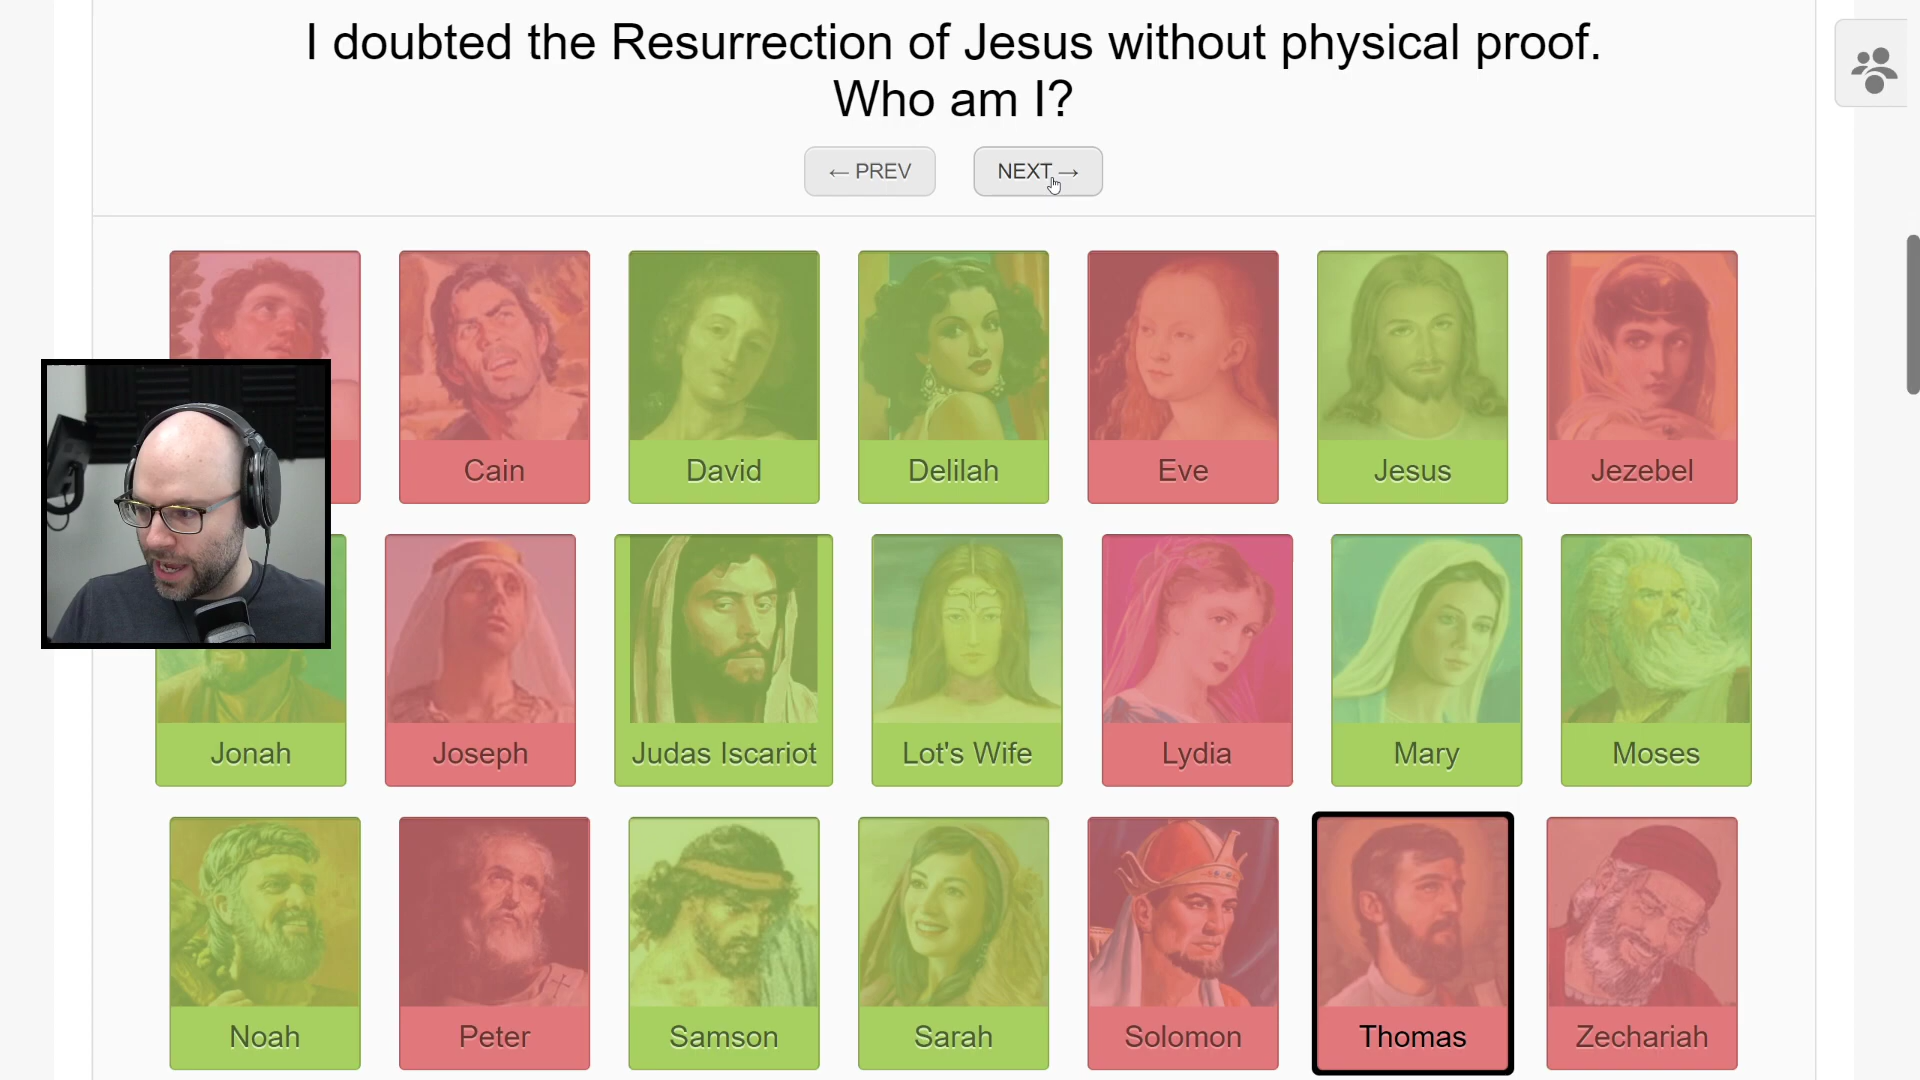 I doubted the Resurrection of Jesus without physical proof.
Who am I?
← PREV
NEXT →
Cain
David
Delilah
Eve
Jesus
Jezebel
Jonah
Joseph
Judas Iscariot
Lot's Wife
Lydia
Mary
Moses
Noah
Peter
Samson
Sarah
Solomon
Thomas
Zechariah